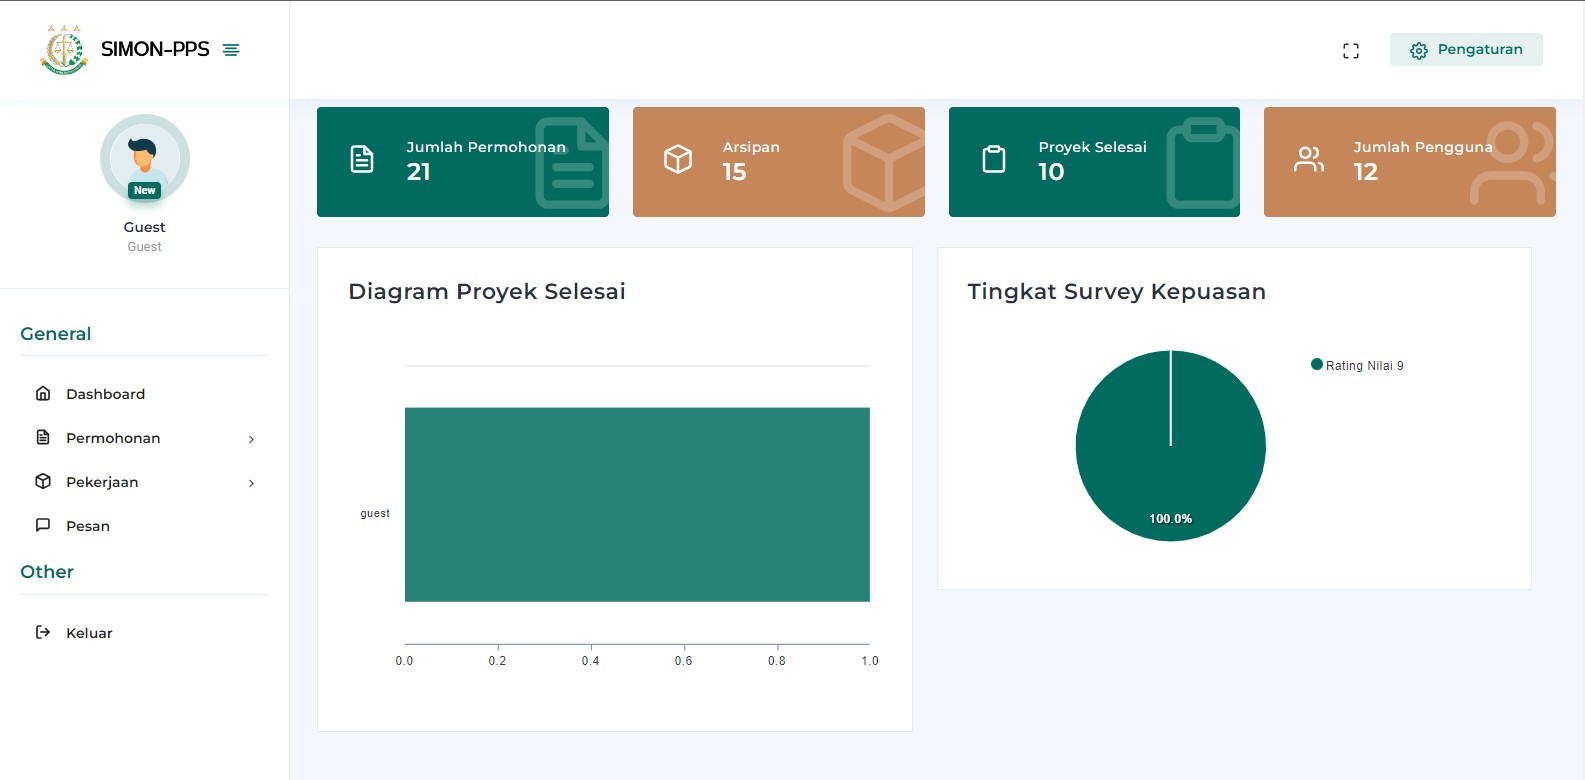 SIMON-PPS
Pengaturan
New
Guest
Guest
General
Dashboard
Permohonan
Pekerjaan
Pesan
Other
Keluar
Jumlah Permohonan
21
Arsipan
15
Proyek Selesai
10
Jumlah Pengguna
12
Diagram Proyek Selesai
guest
0.0 0.2 0.4 0.6 0.8 1.0
Tingkat Survey Kepuasan
Rating Nilai 9
100.0%